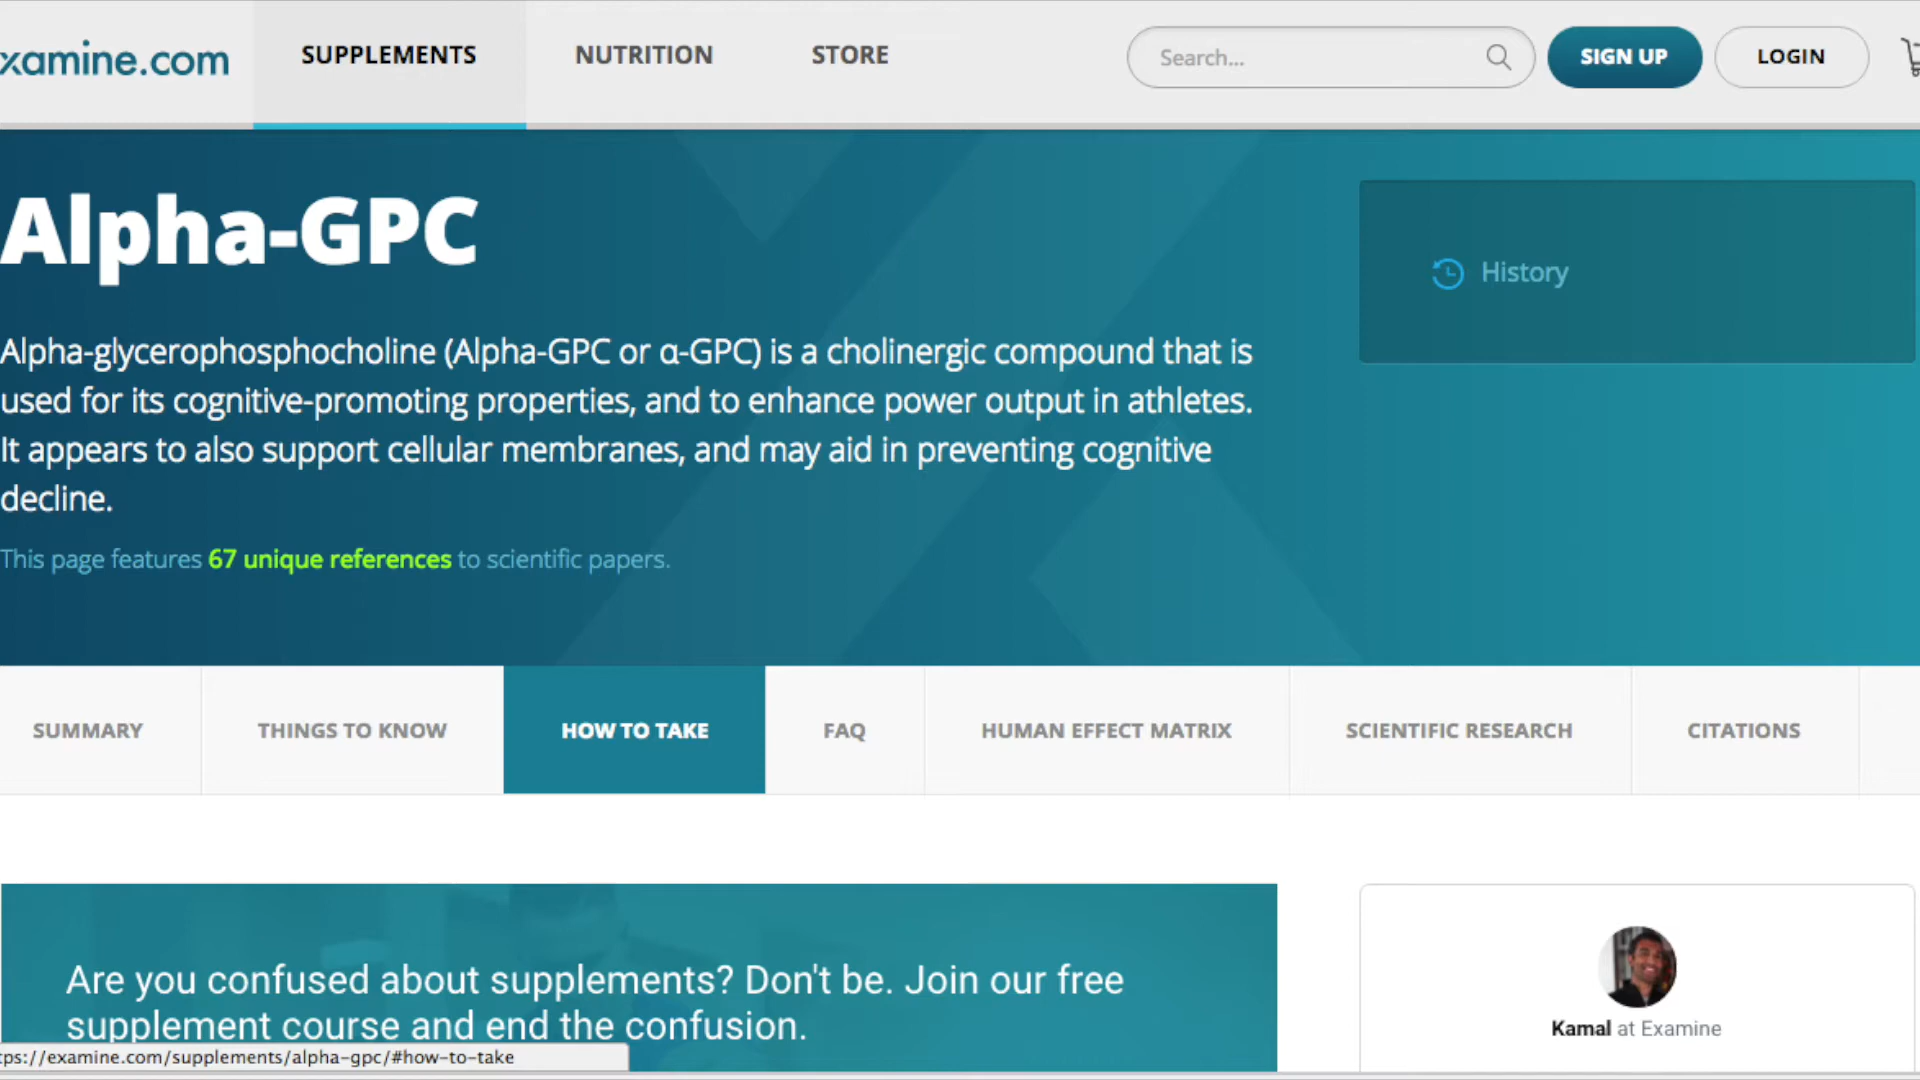 xamine.com
SUPPLEMENTS
NUTRITION
STORE
Search...
SIGN UP
LOGIN
Alpha-GPC
History
Alpha-glycerophosphocholine (Alpha-GPC or α-GPC) is a cholinergic compound that is
used for its cognitive-promoting properties, and to enhance power output in athletes.
It appears to also support cellular membranes, and may aid in preventing cognitive
decline.
This page features 67 unique references to scientific papers.
SUMMARY
THINGS TO KNOW
HOW TO TAKE
FAQ
HUMAN EFFECT MATRIX
SCIENTIFIC RESEARCH
CITATIONS
Are you confused about supplements? Don't be. Join our free
supplement course and end the confusion.
Kamal at Examine
tps://examine.com/supplements/alpha-gpc/#how-to-take